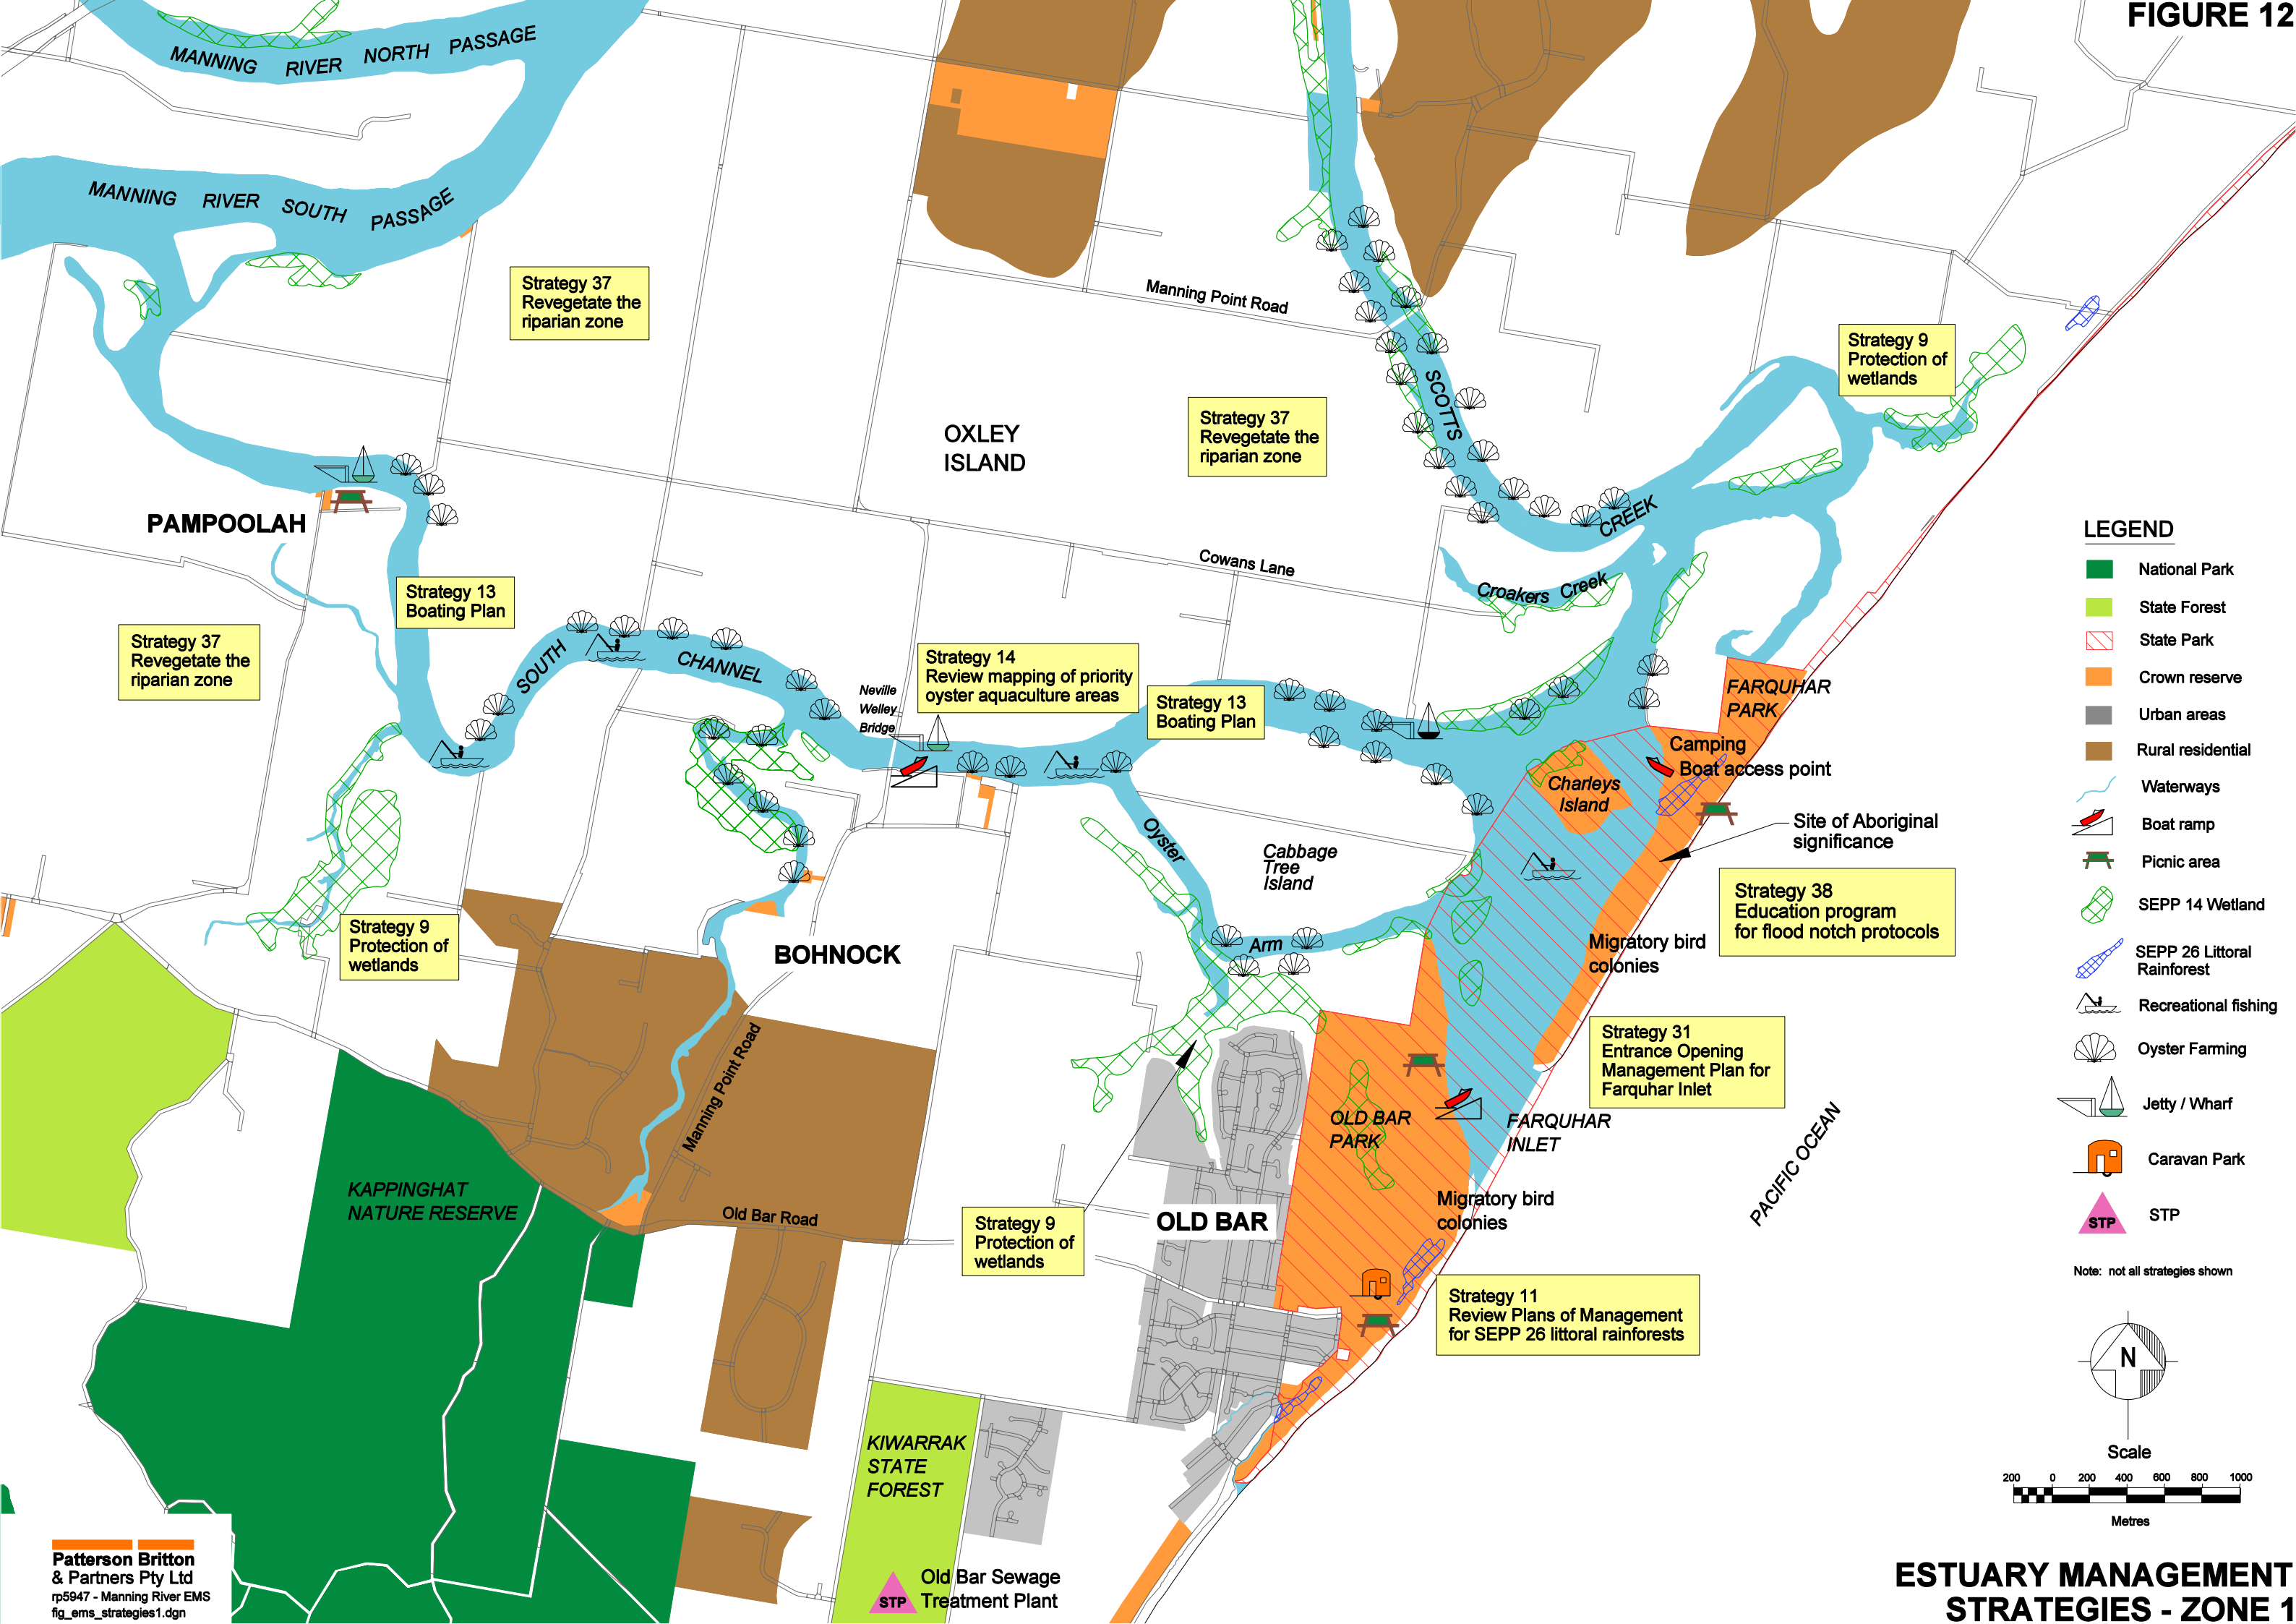 FIGURE 12
MANNING RIVER NORTH PASSAGE
MANNING RIVER SOUTH PASSAGE
Strategy 37
Revegetate the
riparian zone
Manning Point Road
Strategy 9
Protection of
wetlands
OXLEY
ISLAND
Strategy 37
Revegetate the
riparian zone
SCOTTS
CREEK
PAMPOOLAH
Cowans Lane
Croakers Creek
Strategy 13
Boating Plan
Strategy 37
Revegetate the
riparian zone
SOUTH CHANNEL
Neville
Welley
Bridge
Strategy 14
Review mapping of priority
oyster aquaculture areas
Strategy 13
Boating Plan
FARQUHAR
PARK
Camping
Boat access point
Charleys
Island
Site of Aboriginal
significance
Oyster
Arm
Cabbage
Tree
Island
Strategy 38
Education program
for flood notch protocols
Strategy 9
Protection of
wetlands
BOHNOCK
Migratory bird
colonies
Strategy 31
Entrance Opening
Management Plan for
Farquhar Inlet
Manning Point Road
OLD BAR
PARK
FARQUHAR
INLET
PACIFIC OCEAN
KAPPINGHAT
NATURE RESERVE
Old Bar Road
Strategy 9
Protection of
wetlands
OLD BAR
Migratory bird
colonies
Strategy 11
Review Plans of Management
for SEPP 26 littoral rainforests
KIWARRAK
STATE
FOREST
STP
Old Bar Sewage
Treatment Plant
LEGEND
National Park
State Forest
State Park
Crown reserve
Urban areas
Rural residential
Waterways
Boat ramp
Picnic area
SEPP 14 Wetland
SEPP 26 Littoral
Rainforest
Recreational fishing
Oyster Farming
Jetty / Wharf
Caravan Park
STP
STP
Note: not all strategies shown
N
Scale
200 0 200 400 600 800 1000
Metres
Patterson Britton
& Partners Pty Ltd
rp5947 - Manning River EMS
fig_ems_strategies1.dgn
ESTUARY MANAGEMENT
STRATEGIES - ZONE 1